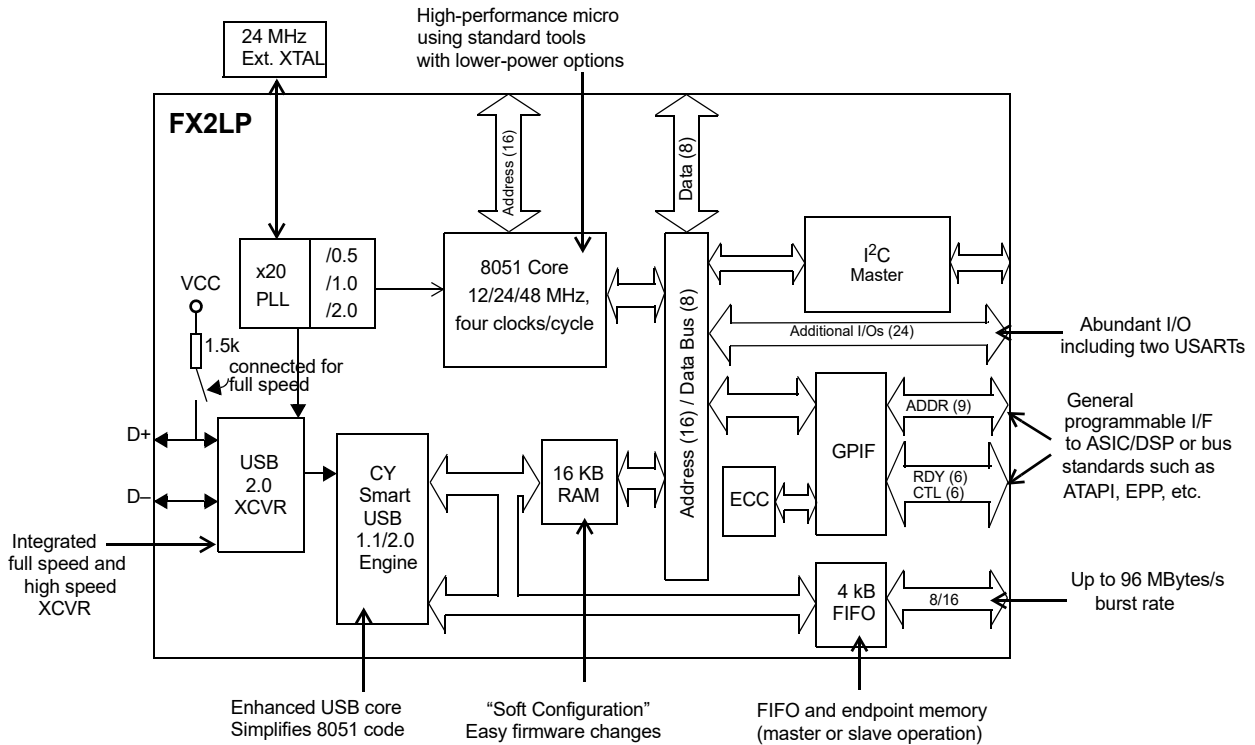 High-performance micro
using standard tools
with lower-power options
24 MHz
Ext. XTAL
FX2LP
Address (16)
Data (8)
x20
PLL
/0.5
/1.0
/2.0
8051 Core
12/24/48 MHz,
four clocks/cycle
I²C
Master
VCC
1.5k
connected for
full speed
Additional I/Os (24)
Abundant I/O
including two USARTs
Address (16) / Data Bus (8)
D+
D–
USB
2.0
XCVR
CY
Smart
USB
1.1/2.0
Engine
16 KB
RAM
ECC
GPIF
ADDR (9)
RDY (6)
CTL (6)
General
programmable I/F
to ASIC/DSP or bus
standards such as
ATAPI, EPP, etc.
Integrated
full speed and
high speed
XCVR
4 kB
FIFO
8/16
Up to 96 MBytes/s
burst rate
Enhanced USB core
Simplifies 8051 code
“Soft Configuration”
Easy firmware changes
FIFO and endpoint memory
(master or slave operation)